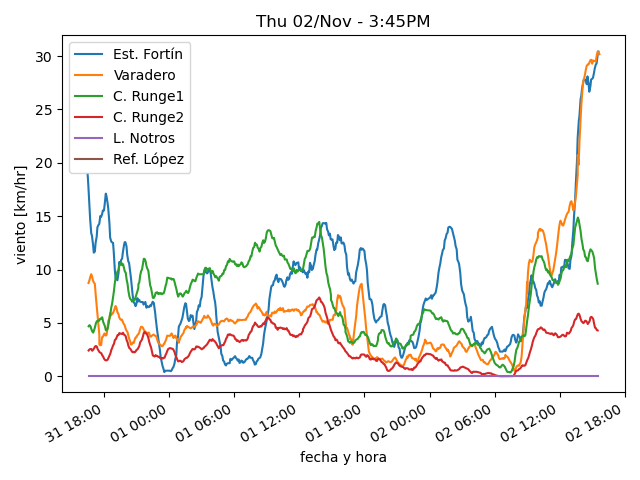 Thu 02/Nov - 3:45PM
Est. Fortín
Varadero
C. Runge1
C. Runge2
L. Notros
Ref. López
viento [km/hr]
30
25
20
15
10
5
0
31 18:00
01 00:00
01 06:00
01 12:00
01 18:00
02 00:00
02 06:00
02 12:00
02 18:00
fecha y hora